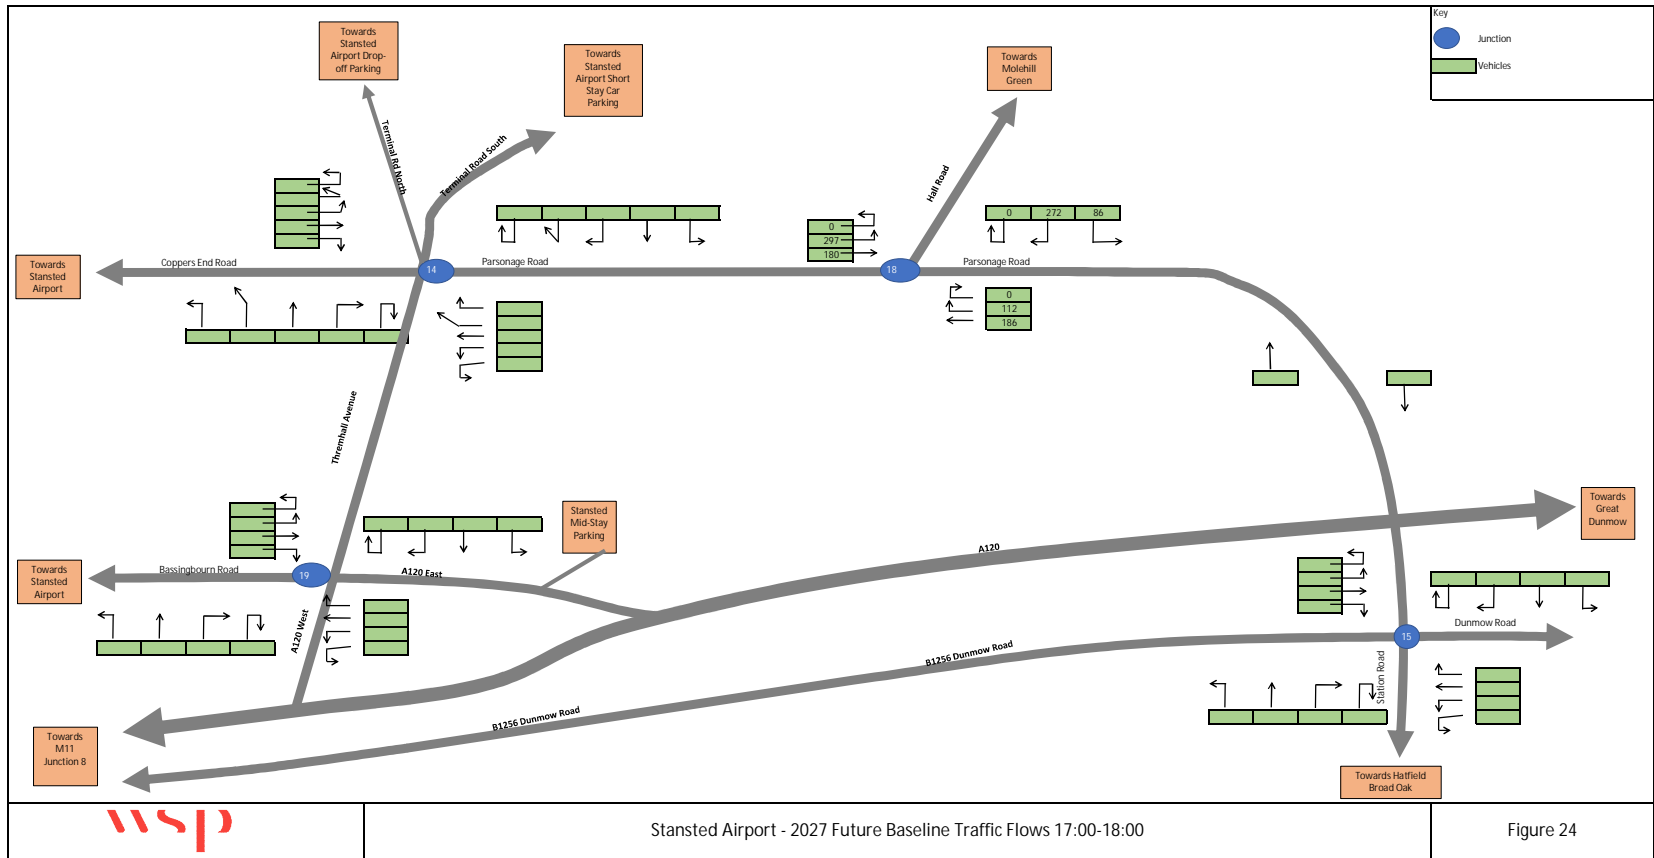 Key
Junction
Vehicles
Towards
Stansted
Airport Drop-
off Parking
Towards
Stansted
Airport Short
Stay Car
Parking
Towards
Molehill
Green
Terminal Rd North
Terminal Road South
Hall Road
0
297
180
0 272 86
Towards
Stansted
Airport
Coppers End Road
14
Parsonage Road
18
Parsonage Road
0
112
186
Thremhall Avenue
Stansted
Mid-Stay
Parking
Towards
Great
Dunmow
A120
Towards
Stansted
Airport
Bassingbourn Road
19
A120 East
A120 West
B1256 Dunmow Road
15
Dunmow Road
Station Road
B1256 Dunmow Road
Towards
M11
Junction 8
Towards Hatfield
Broad Oak
wsp
Stansted Airport - 2027 Future Baseline Traffic Flows 17:00-18:00
Figure 24